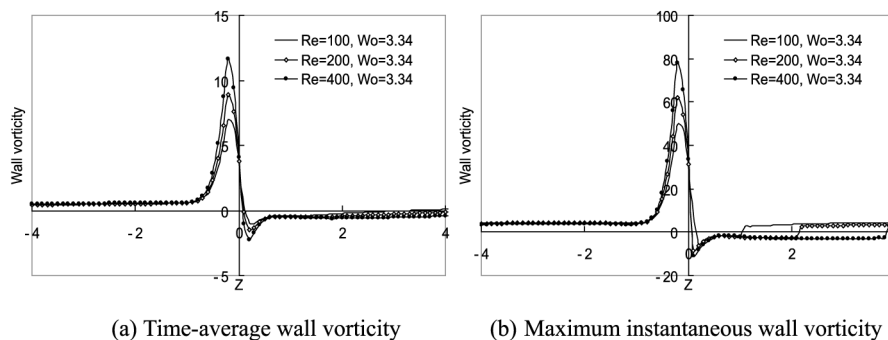 15
Re=100, Wo=3.34
Re=200, Wo=3.34
Re=400, Wo=3.34
10
5
0
-5
-4
-2
0
2
4
Wall vorticity
Z
(a) Time-average wall vorticity
100
Re=100, Wo=3.34
Re=200, Wo=3.34
Re=400, Wo=3.34
80
60
40
20
0
-20
-4
-2
0
2
Wall vorticity
Z
(b) Maximum instantaneous wall vorticity